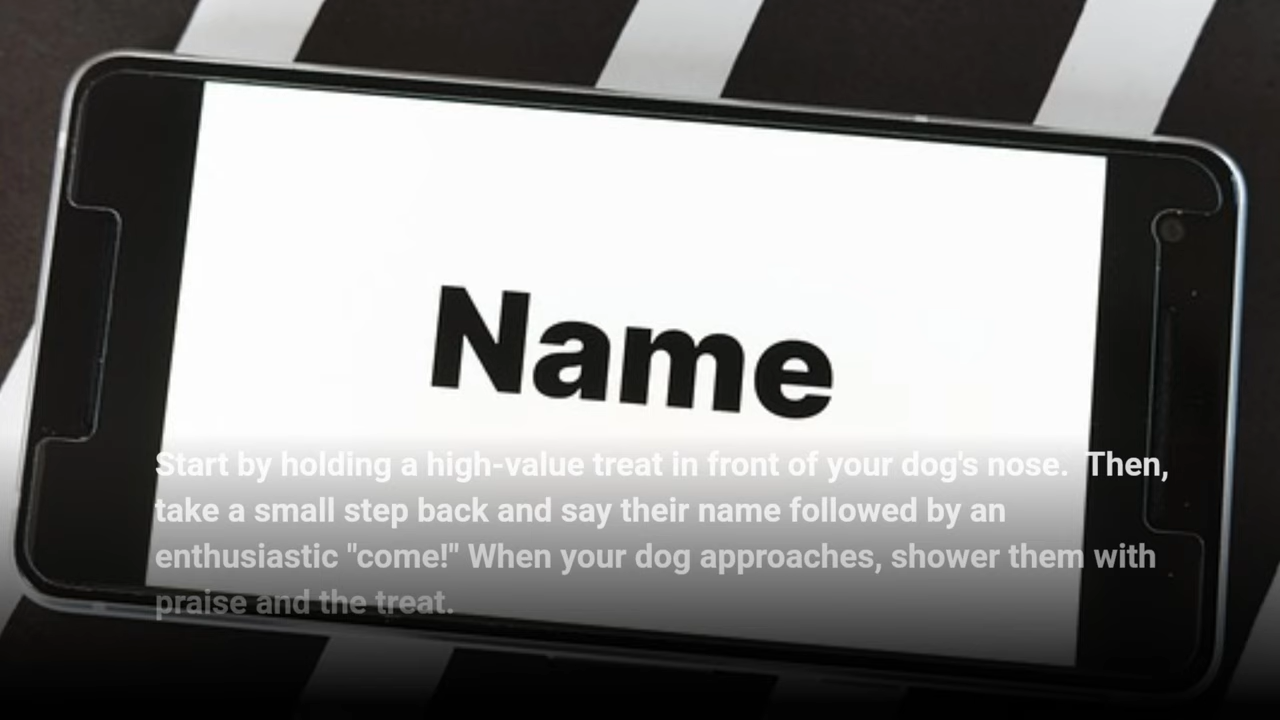 Name
Start by holding a high-value treat in front of your dog's nose.  Then,
take a small step back and say their name followed by an
enthusiastic "come!" When your dog approaches, shower them with
praise and the treat.